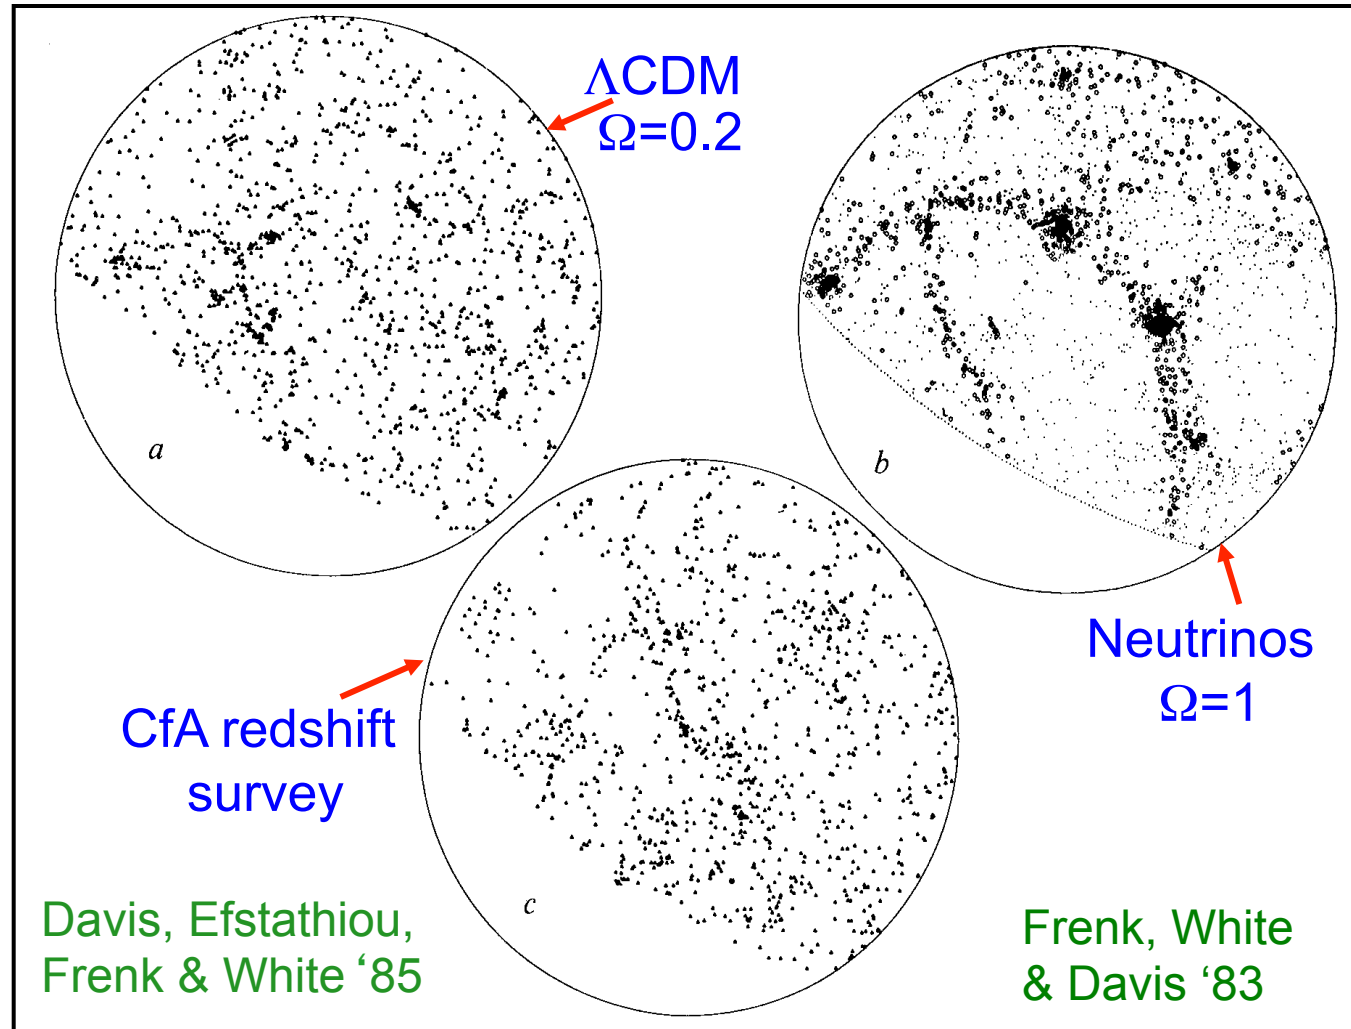 ΛCDM
Ω=0.2
a
b
Neutrinos
Ω=1
CfA redshift
survey
c
Davis, Efstathiou,
Frenk & White ‘85
Frenk, White
& Davis ‘83